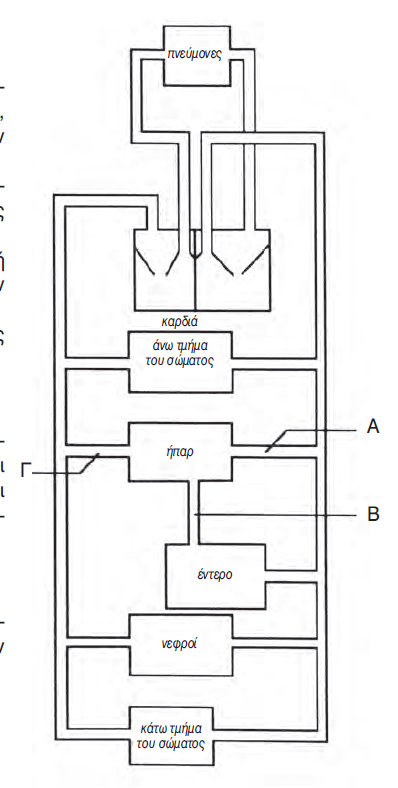 πνεύμονες
καρδιά
άνω τμήμα
του σώματος
Α
ήπαρ
Γ
Β
έντερο
νεφροί
κάτω τμήμα
του σώματος